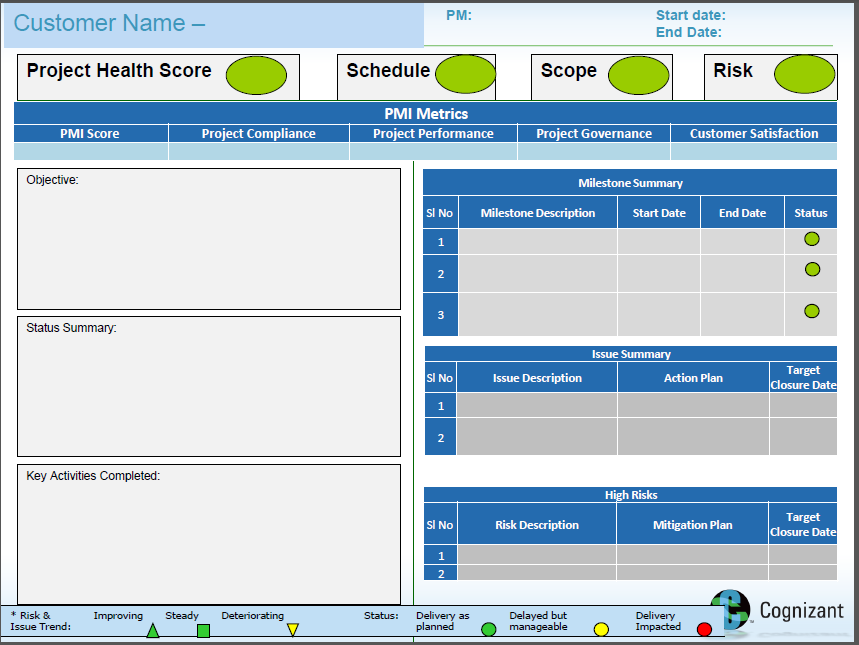 Customer Name –
PM:
Start date:
End Date:
Project Health Score
Schedule
Scope
Risk
PMI Metrics
PMI Score
Project Compliance
Project Performance
Project Governance
Customer Satisfaction
Objective:
Status Summary:
Key Activities Completed:
Milestone Summary
Sl No
Milestone Description
Start Date
End Date
Status
1
2
3
Issue Summary
Sl No
Issue Description
Action Plan
Target
Closure Date
1
2
High Risks
Sl No
Risk Description
Mitigation Plan
Target
Closure Date
1
2
* Risk &
Issue Trend:
Improving
Steady
Deteriorating
Status:
Delivery as
planned
Delayed but
manageable
Delivery
Impacted
Cognizant